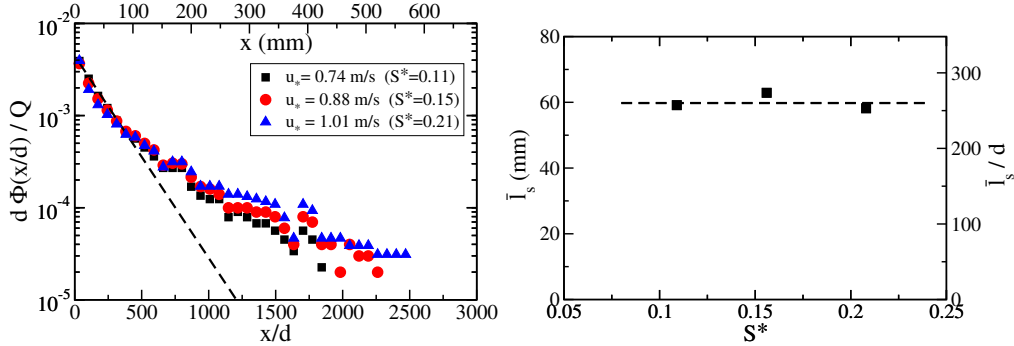 0 100 200 300 400 500 600
x (mm)
10^-2
10^-3
10^-4
10^-5
d Φ(x/d) / Q
u* = 0.74 m/s (S*=0.11)
u* = 0.88 m/s (S*=0.15)
u* = 1.01 m/s (S*=0.21)
0 500 1000 1500 2000 2500 3000
x/d
80
60
40
20
0
l̄s (mm)
300
200
100
0
l̄s / d
0.05 0.1 0.15 0.2 0.25
S*